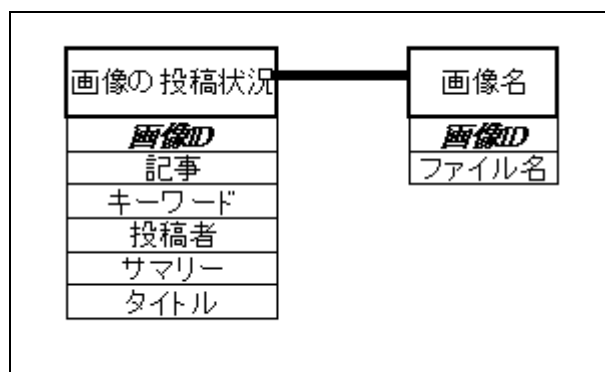 画像の投稿状況
画像ID
記事
キーワード
投稿者
サマリー
タイトル
画像名
画像ID
ファイル名